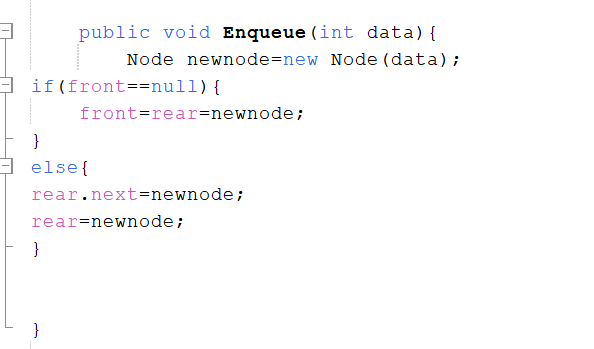 public void Enqueue(int data){
Node newnode=new Node(data);
if(front==null){
front=rear=newnode;
}
else{
rear.next=newnode;
rear=newnode;
}
}